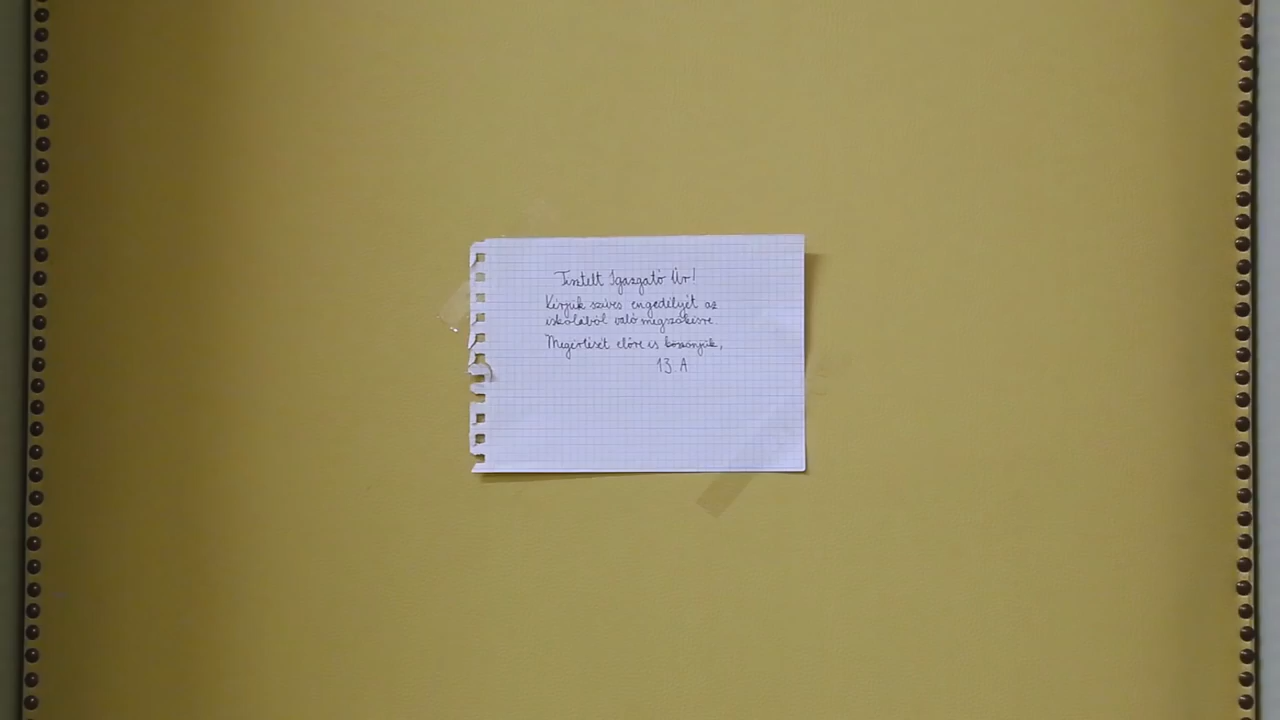 Tisztelt Igazgató Úr!
Kérjük szíves engedélyét az
iskolából való megszökésre.
Megértését előre is köszönjük,
13. A